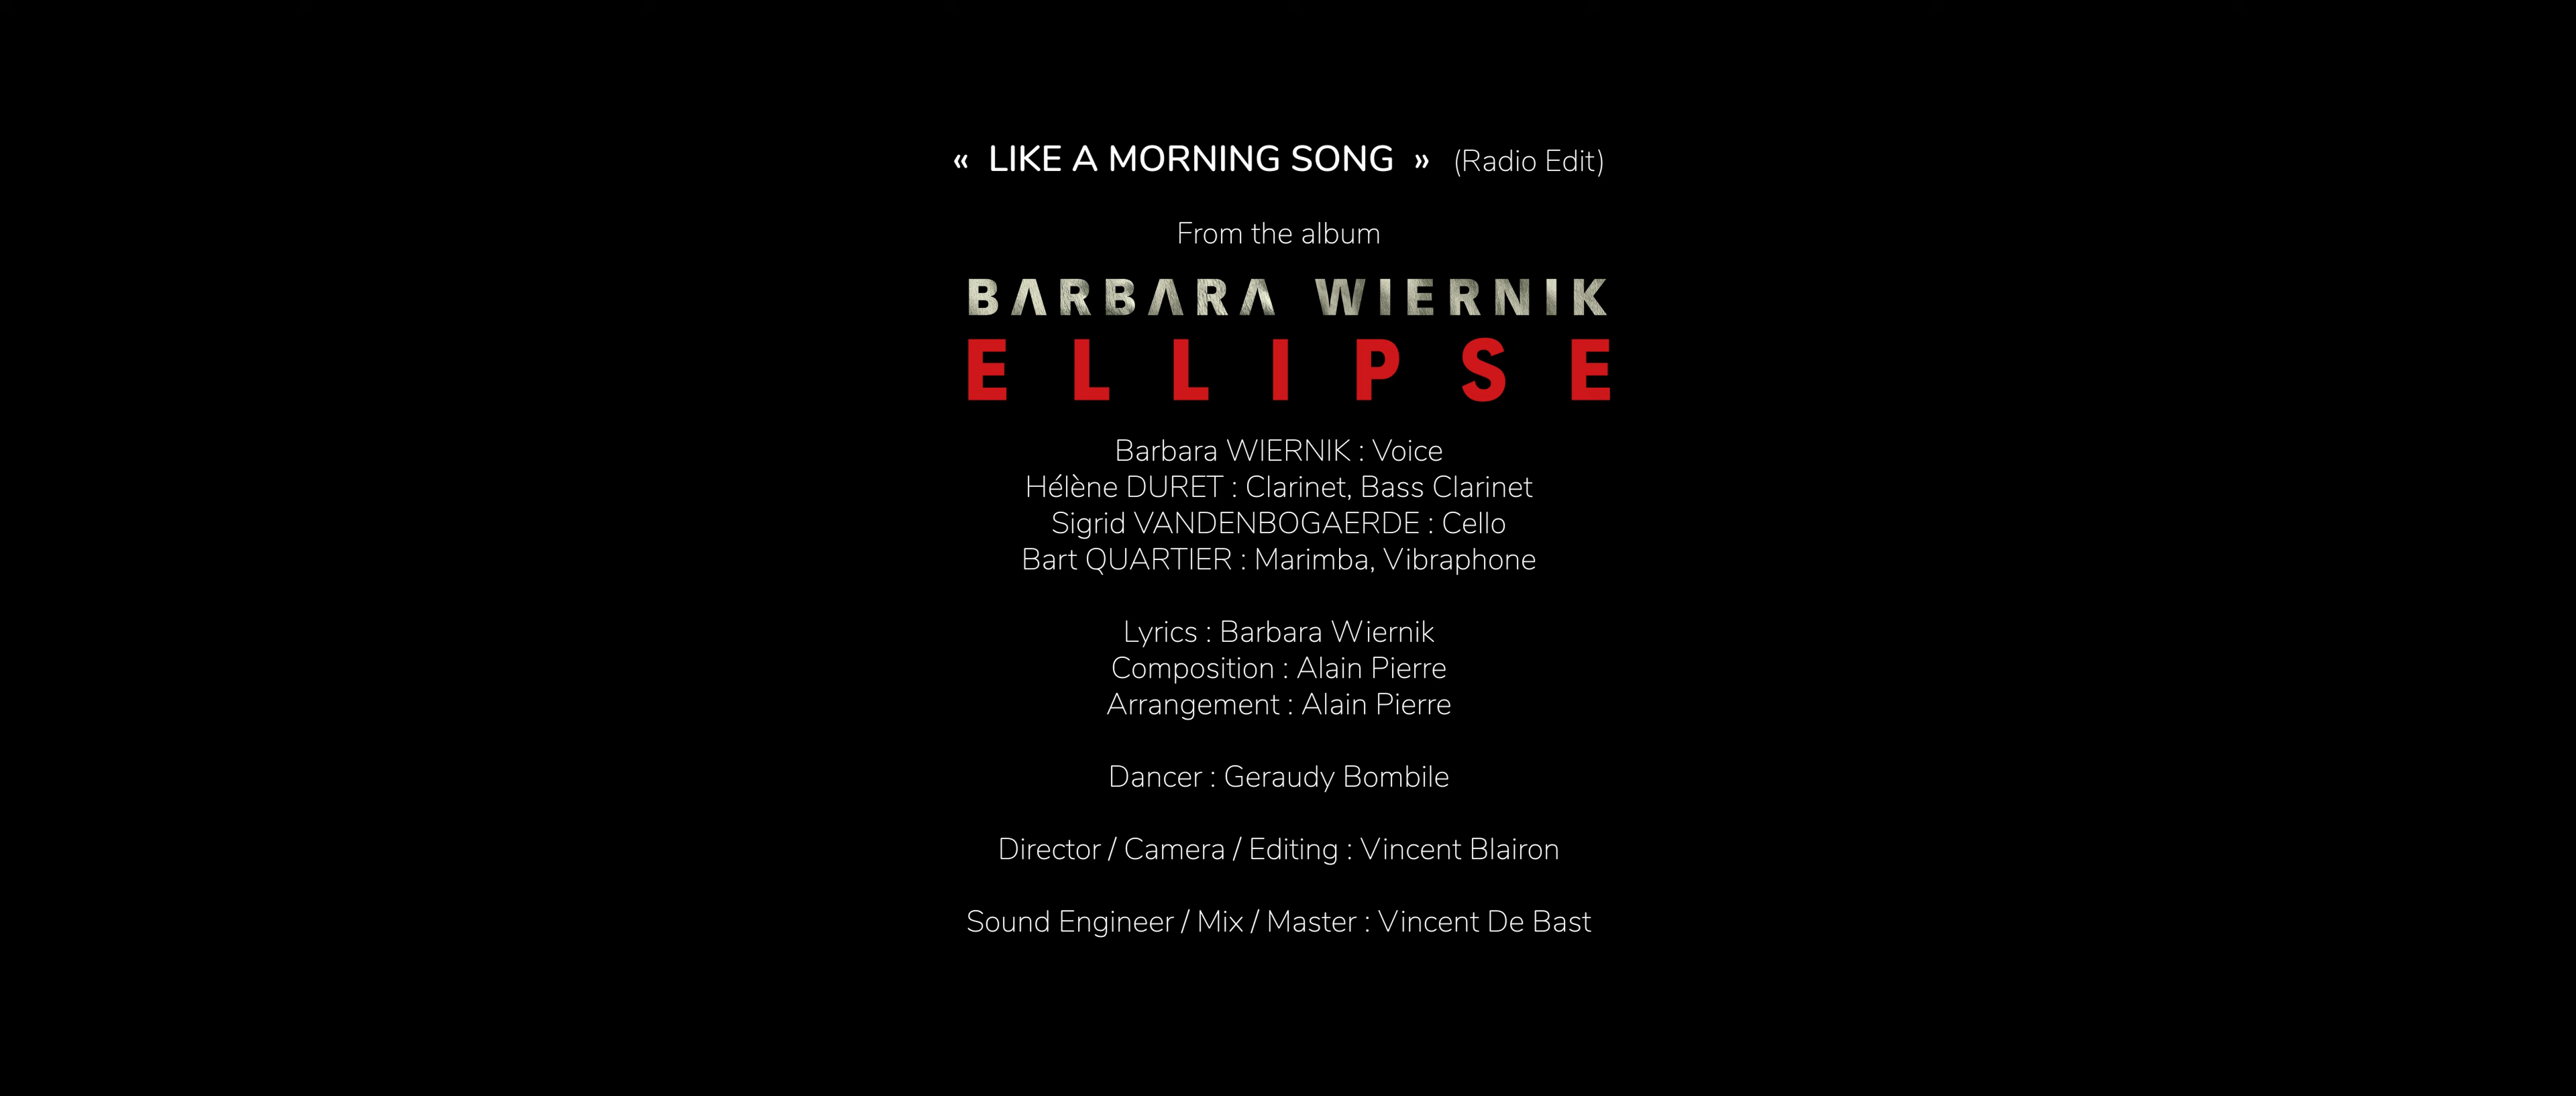 « LIKE A MORNING SONG » (Radio Edit)
From the album
BARBARA WIERNIK
ELLIPSE
Barbara WIERNIK : Voice
Hélène DURET : Clarinet, Bass Clarinet
Sigrid VANDENBOGAERDE : Cello
Bart QUARTIER : Marimba, Vibraphone
Lyrics : Barbara Wiernik
Composition : Alain Pierre
Arrangement : Alain Pierre
Dancer : Geraudy Bombile
Director / Camera / Editing : Vincent Blairon
Sound Engineer / Mix / Master : Vincent De Bast